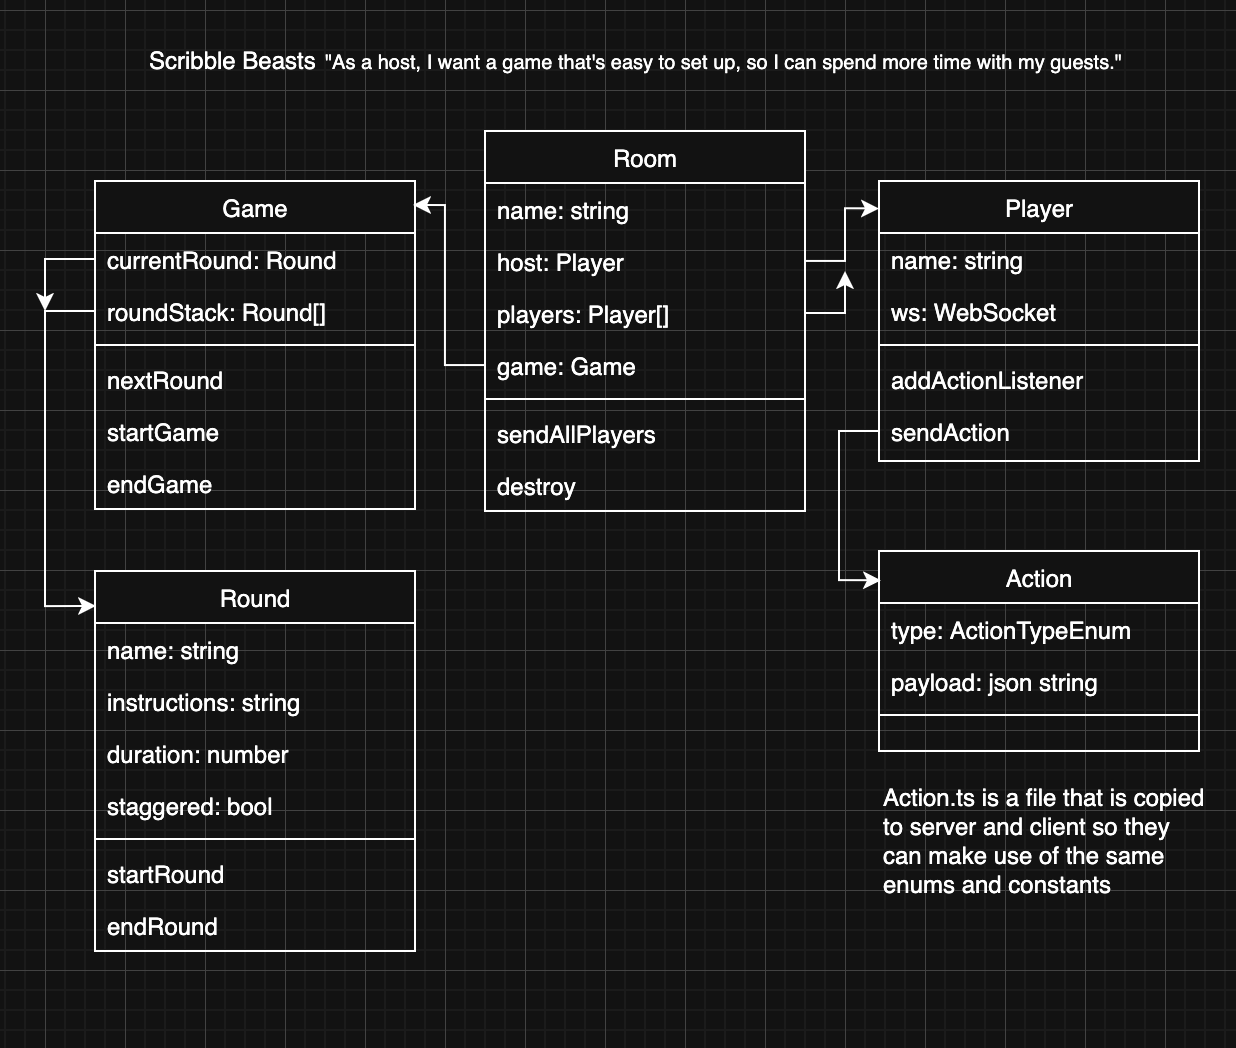 Scribble Beasts "As a host, I want a game that's easy to set up, so I can spend more time with my guests."
Game
currentRound: Round
roundStack: Round[]
nextRound
startGame
endGame
Room
name: string
host: Player
players: Player[]
game: Game
sendAllPlayers
destroy
Player
name: string
ws: WebSocket
addActionListener
sendAction
Round
name: string
instructions: string
duration: number
staggered: bool
startRound
endRound
Action
type: ActionTypeEnum
payload: json string
Action.ts is a file that is copied
to server and client so they
can make use of the same
enums and constants